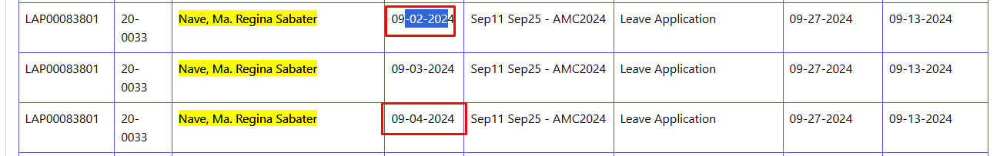 LAP00083801 20-0033 Nave, Ma. Regina Sabater 09-02-2024 Sep11 Sep25 - AMC2024 Leave Application 09-27-2024 09-13-2024
LAP00083801 20-0033 Nave, Ma. Regina Sabater 09-03-2024 Sep11 Sep25 - AMC2024 Leave Application 09-27-2024 09-13-2024
LAP00083801 20-0033 Nave, Ma. Regina Sabater 09-04-2024 Sep11 Sep25 - AMC2024 Leave Application 09-27-2024 09-13-2024